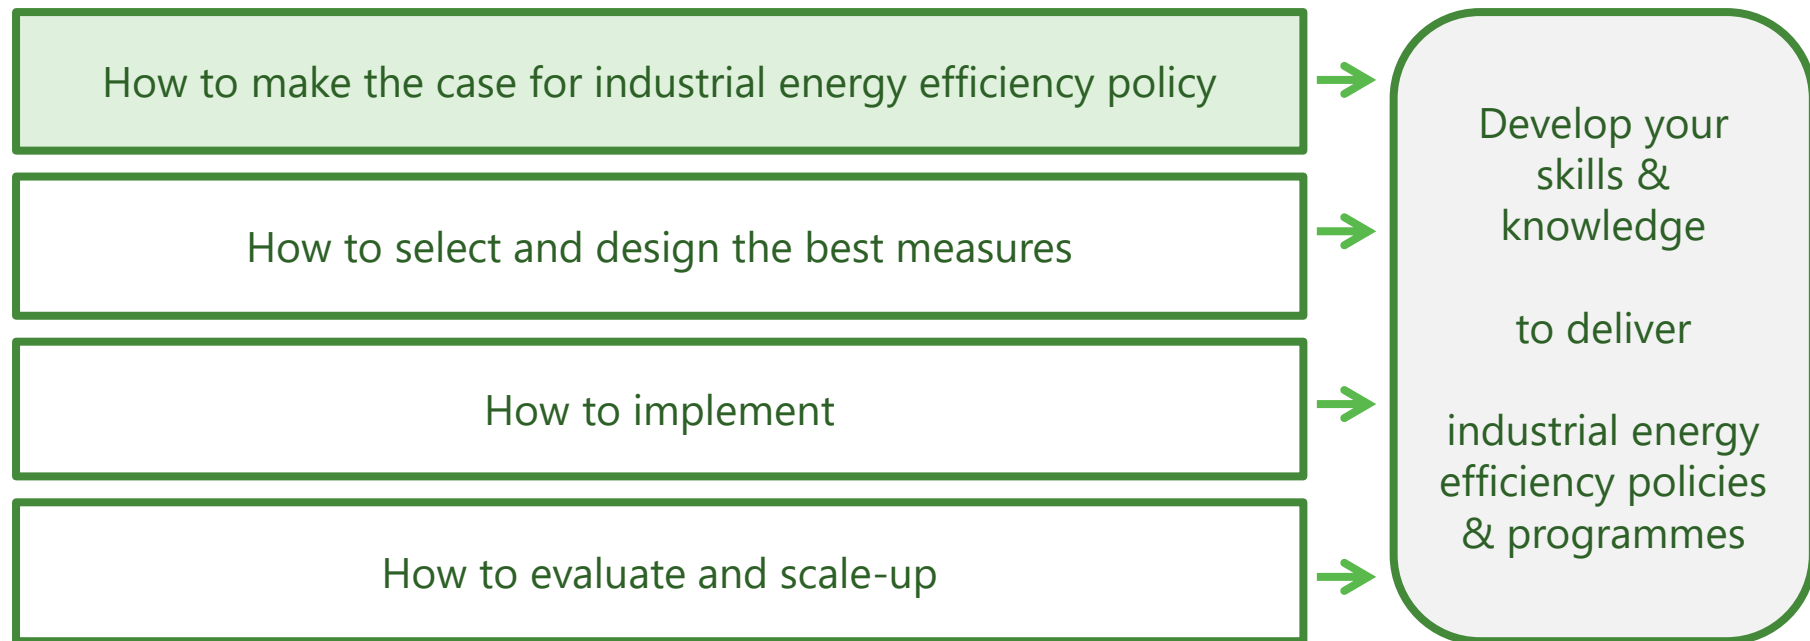 How to make the case for industrial energy efficiency policy
How to select and design the best measures
How to implement
How to evaluate and scale-up
Develop your
skills &
knowledge
to deliver
industrial energy
efficiency policies
& programmes